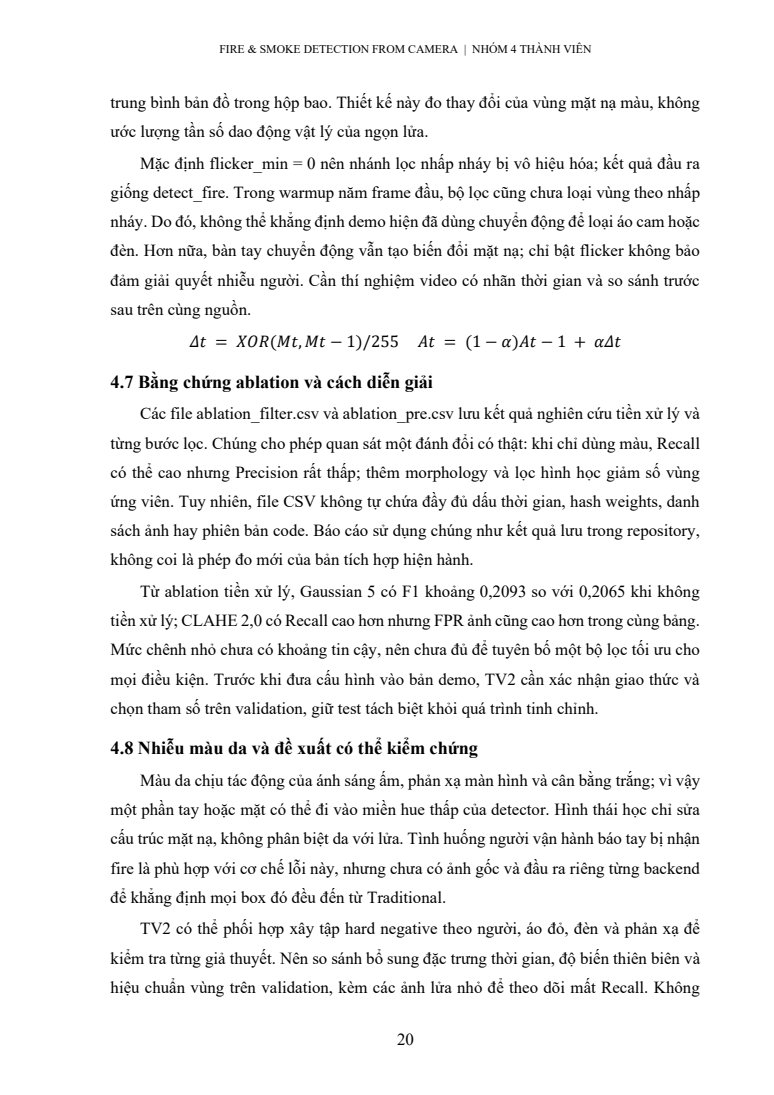 FIRE & SMOKE DETECTION FROM CAMERA | NHÓM 4 THÀNH VIÊN
trung bình bản đồ trong hộp bao. Thiết kế này đo thay đổi của vùng mặt nạ màu, không
ước lượng tần số dao động vật lý của ngọn lửa.
Mặc định flicker_min = 0 nên nhánh lọc nhấp nháy bị vô hiệu hóa; kết quả đầu ra
giống detect_fire. Trong warmup năm frame đầu, bộ lọc cũng chưa loại vùng theo nhấp
nháy. Do đó, không thể khẳng định demo hiện đã dùng chuyển động để loại áo cam hoặc
đèn. Hơn nữa, bàn tay chuyển động vẫn tạo biến đổi mặt nạ; chỉ bật flicker không bảo
đảm giải quyết nhiễu người. Cần thí nghiệm video có nhãn thời gian và so sánh trước
sau trên cùng nguồn.
Δt = XOR(Mt, Mt − 1)/255 At = (1 − α)At − 1 + αΔt
4.7 Bằng chứng ablation và cách diễn giải
Các file ablation_filter.csv và ablation_pre.csv lưu kết quả nghiên cứu tiền xử lý và
từng bước lọc. Chúng cho phép quan sát một đánh đổi có thật: khi chỉ dùng màu, Recall
có thể cao nhưng Precision rất thấp; thêm morphology và lọc hình học giảm số vùng
ứng viên. Tuy nhiên, file CSV không tự chứa đầy đủ dấu thời gian, hash weights, danh
sách ảnh hay phiên bản code. Báo cáo sử dụng chúng như kết quả lưu trong repository,
không coi là phép đo mới của bản tích hợp hiện hành.
Từ ablation tiền xử lý, Gaussian 5 có F1 khoảng 0,2093 so với 0,2065 khi không
tiền xử lý; CLAHE 2,0 có Recall cao hơn nhưng FPR ảnh cũng cao hơn trong cùng bảng.
Mức chênh nhỏ chưa có khoảng tin cậy, nên chưa đủ để tuyên bố một bộ lọc tối ưu cho
mọi điều kiện. Trước khi đưa cấu hình vào bản demo, TV2 cần xác nhận giao thức và
chọn tham số trên validation, giữ test tách biệt khỏi quá trình tinh chỉnh.
4.8 Nhiễu màu da và đề xuất có thể kiểm chứng
Màu da chịu tác động của ánh sáng ấm, phản xạ màn hình và cân bằng trắng; vì vậy
một phần tay hoặc mặt có thể đi vào miền hue thấp của detector. Hình thái học chỉ sửa
cấu trúc mặt nạ, không phân biệt da với lửa. Tình huống người vận hành báo tay bị nhận
fire là phù hợp với cơ chế lỗi này, nhưng chưa có ảnh gốc và đầu ra riêng từng backend
để khẳng định mọi box đó đều đến từ Traditional.
TV2 có thể phối hợp xây tập hard negative theo người, áo đỏ, đèn và phản xạ để
kiểm tra từng giả thuyết. Nên so sánh bổ sung đặc trưng thời gian, độ biến thiên biên và
hiệu chuẩn vùng trên validation, kèm các ảnh lửa nhỏ để theo dõi mất Recall. Không
20